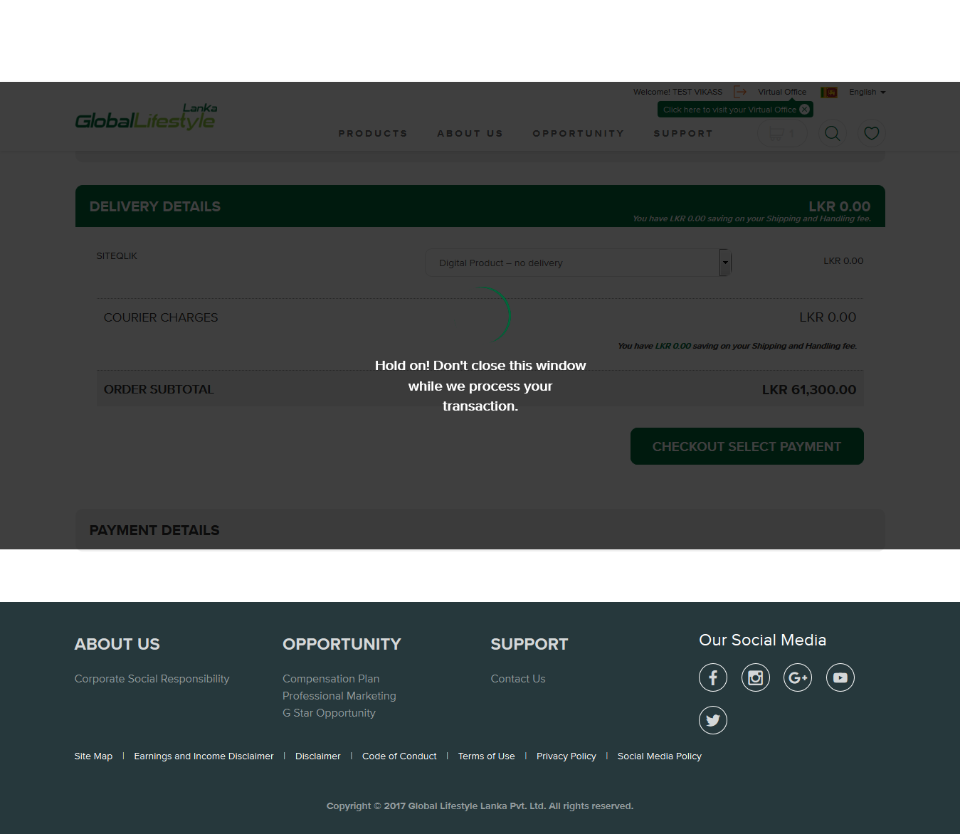 Welcome! TEST VIKASS Virtual Office English
Click here to visit your Virtual Office
Lanka
GlobalLifestyle
PRODUCTS ABOUT US OPPORTUNITY SUPPORT
DELIVERY DETAILS LKR 0.00
You have LKR 0.00 saving on your Shipping and Handling fee.
SITEQLIK Digital Product – no delivery LKR 0.00
COURIER CHARGES LKR 0.00
You have LKR 0.00 saving on your Shipping and Handling fee.
Hold on! Don't close this window
while we process your
transaction.
ORDER SUBTOTAL LKR 61,300.00
CHECKOUT SELECT PAYMENT
PAYMENT DETAILS
ABOUT US OPPORTUNITY SUPPORT Our Social Media
Corporate Social Responsibility Compensation Plan Contact Us
Professional Marketing
G Star Opportunity
Site Map | Earnings and Income Disclaimer | Disclaimer | Code of Conduct | Terms of Use | Privacy Policy | Social Media Policy
Copyright © 2017 Global Lifestyle Lanka Pvt. Ltd. All rights reserved.